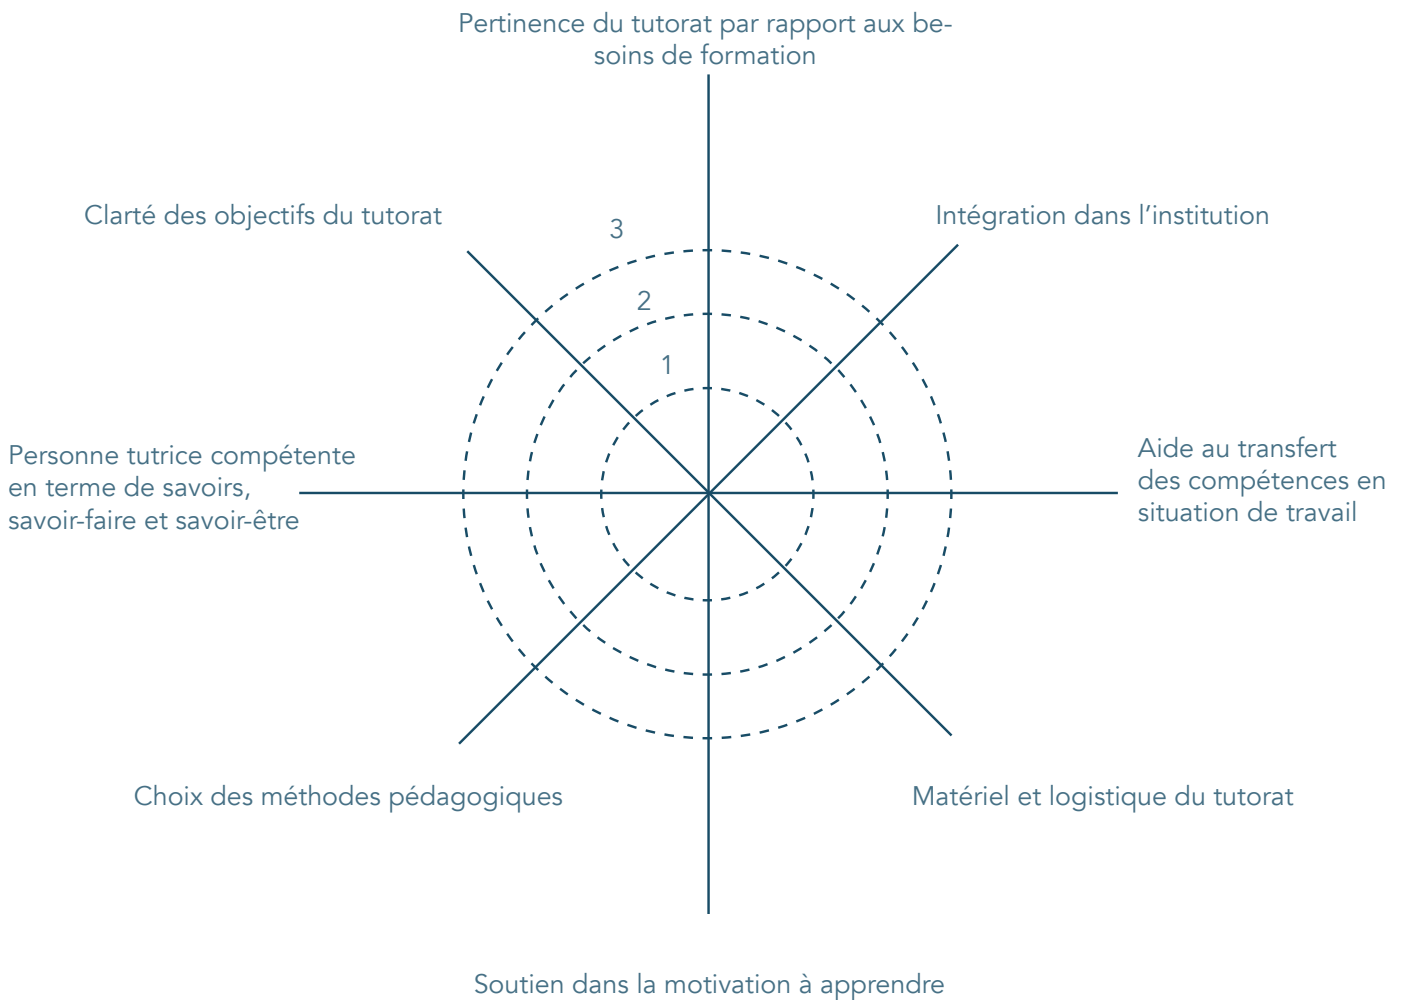 Pertinence du tutorat par rapport aux be-
soins de formation
Clarté des objectifs du tutorat
Intégration dans l’institution
3
2
1
Personne tutrice compétente
en terme de savoirs,
savoir-faire et savoir-être
Aide au transfert
des compétences en
situation de travail
Choix des méthodes pédagogiques
Matériel et logistique du tutorat
Soutien dans la motivation à apprendre